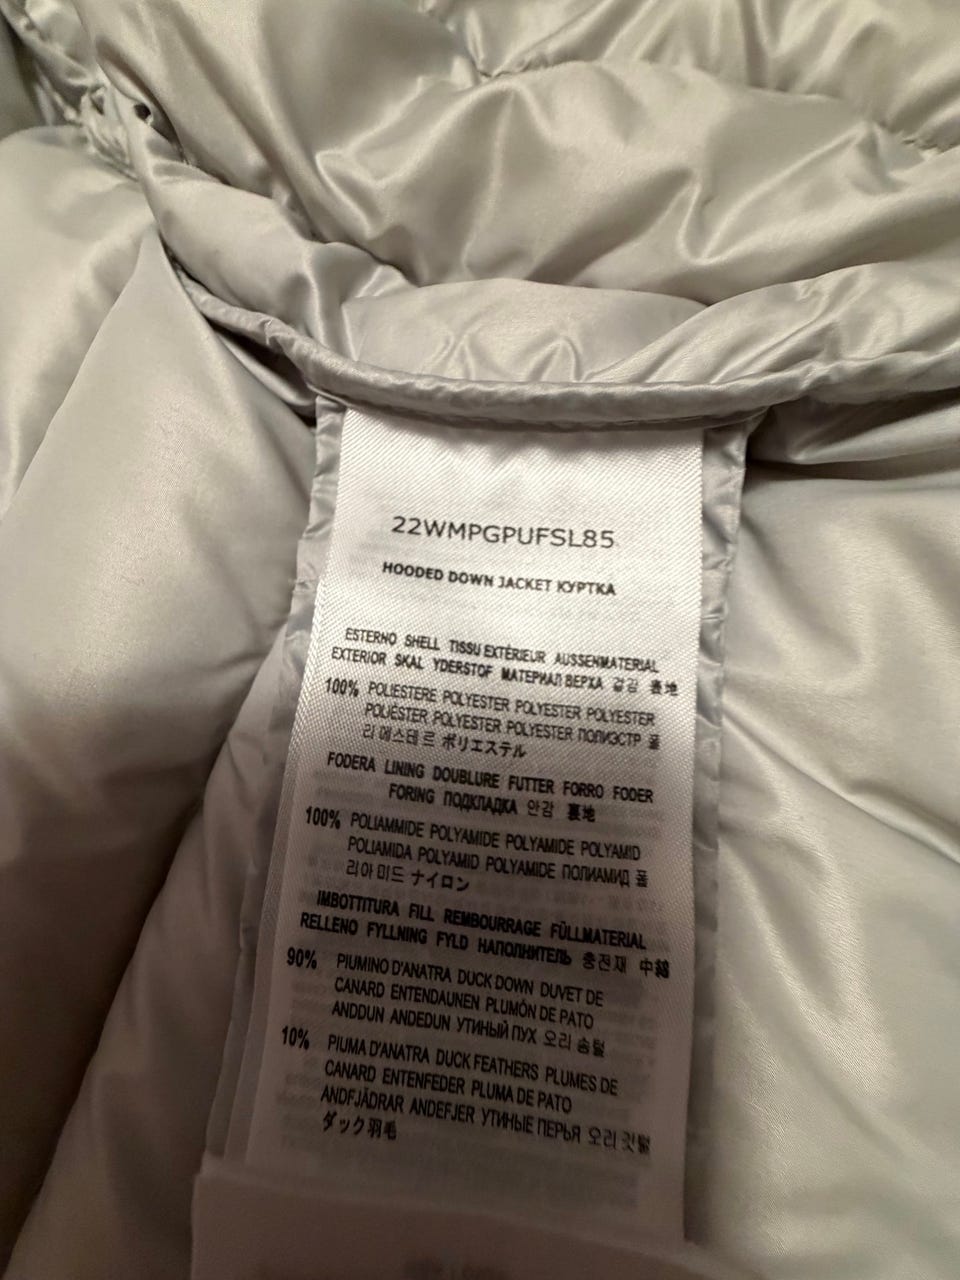 22WMPGPUFSL85
HOODED DOWN JACKET КУРТКА
ESTERNO SHELL TISSU EXTÉRIEUR AUSSENMATERIAL
EXTERIOR SKAL YDERSTOF МАТЕРИАЛ ВЕРХА 겉감 表地
100% POLIESTERE POLYESTER POLYESTER POLYESTER
POLIÉSTER POLYESTER POLYESTER ПОЛИЭСТР 폴
리에스테르 ポリエステル
FODERA LINING DOUBLURE FUTTER FORRO FODER
FORING ПОДКЛАДКА 안감 裏地
100% POLIAMMIDE POLYAMIDE POLYAMIDE POLYAMID
POLIAMIDA POLYAMID POLYAMIDE ПОЛИАМИД 폴
리아미드 ナイロン
IMBOTTITURA FILL REMBOURRAGE FÜLLMATERIAL
RELLENO FYLLNING FYLD НАПОЛНИТЕЛЬ 충전재 中綿
90% PIUMINO D'ANATRA DUCK DOWN DUVET DE
CANARD ENTENDAUNEN PLUMÓN DE PATO
ANDDUN ANDEDUN УТИНЫЙ ПУХ 오리 솜털
10% PIUMA D'ANATRA DUCK FEATHERS PLUMES DE
CANARD ENTENFEDER PLUMA DE PATO
ANDFJÄDRAR ANDEFJER УТИНЫЕ ПЕРЬЯ 오리 깃털
ダック羽毛